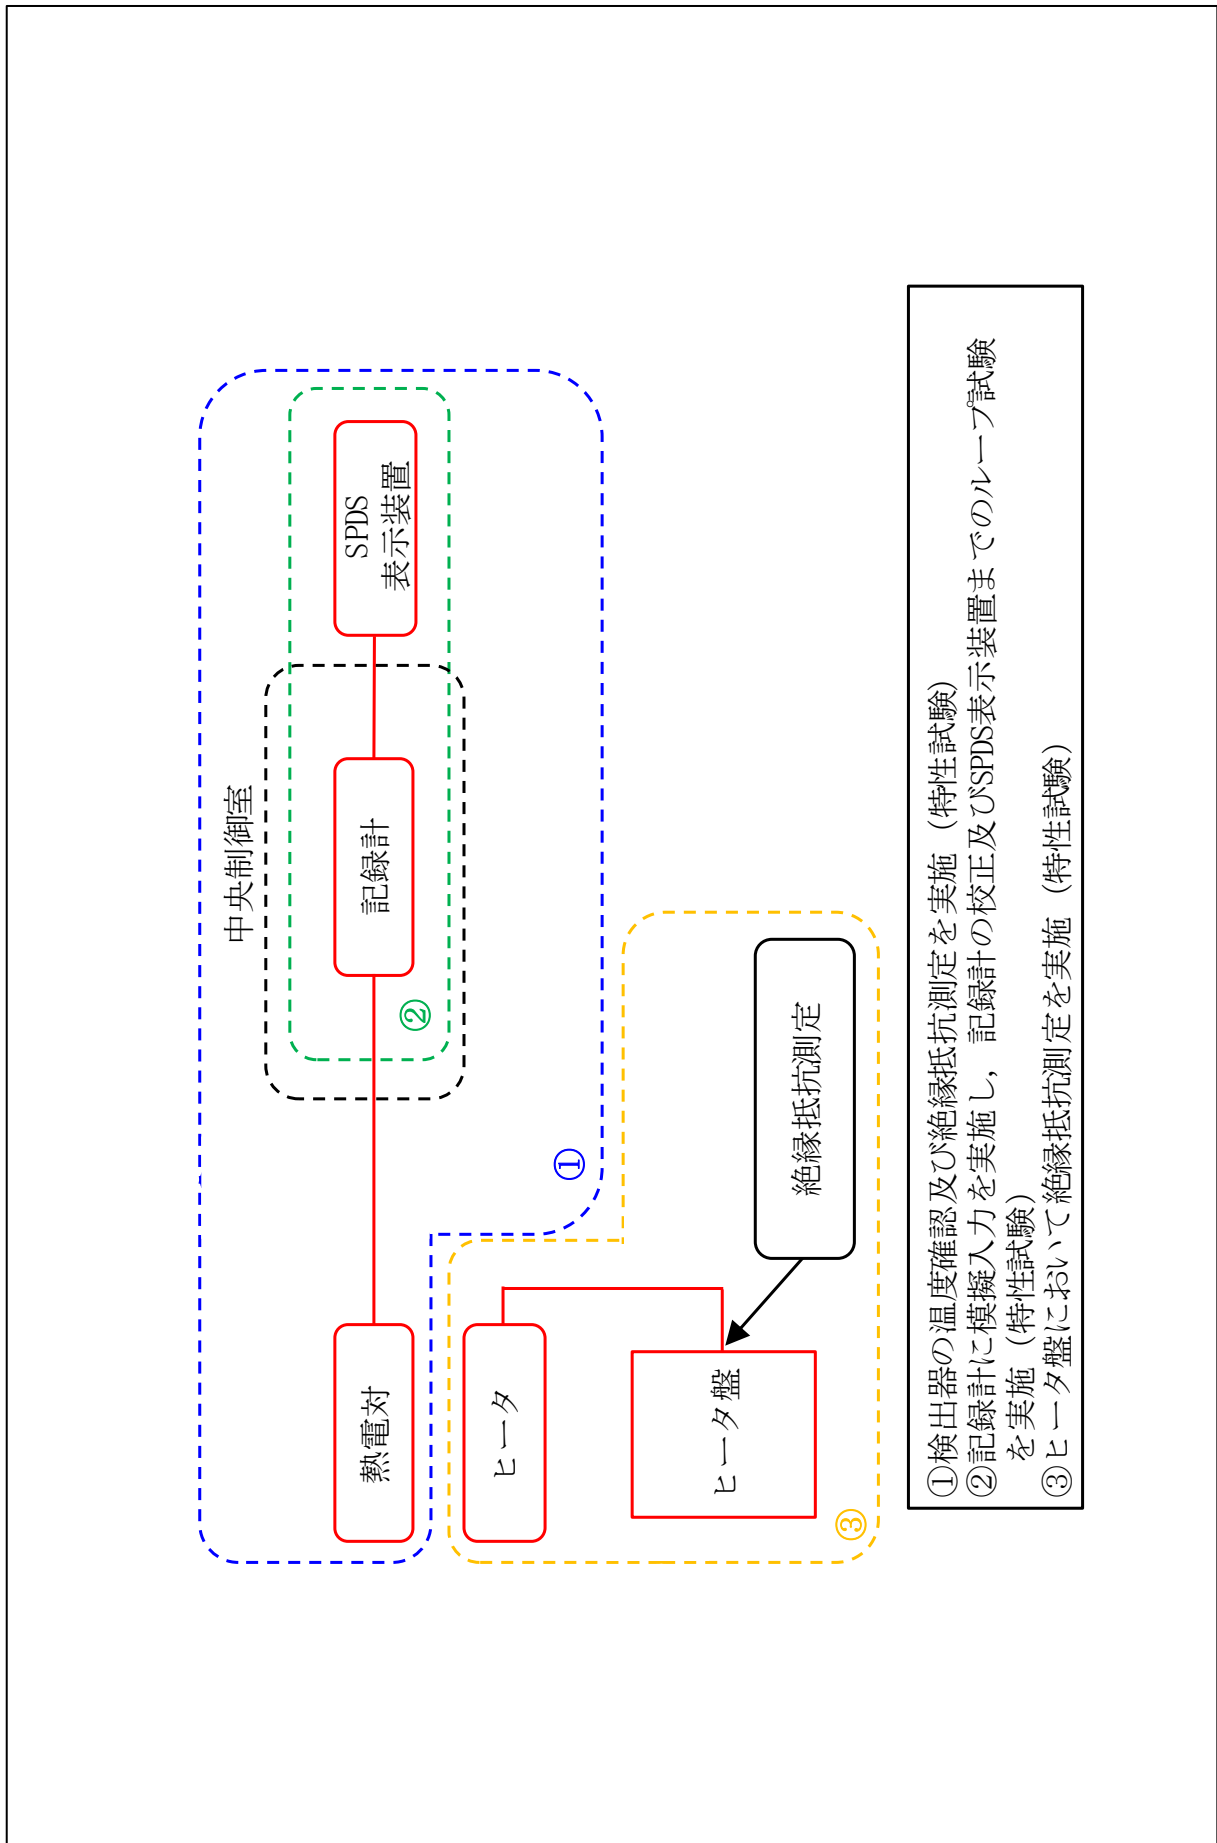 中央制御室
熱電対
記録計
SPDS
表示装置
②
①
ヒータ
ヒータ盤
絶縁抵抗測定
③
①検出器の温度確認及び絶縁抵抗測定を実施（特性試験）
②記録計に模擬入力を実施し，記録計の校正及びSPDS表示装置までのループ試験
を実施（特性試験）
③ヒータ盤において絶縁抵抗測定を実施（特性試験）